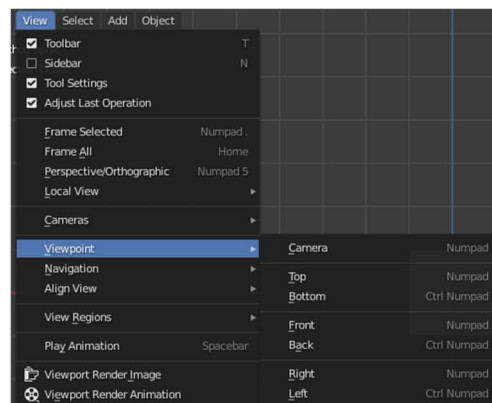 View Select Add Object
Toolbar T
Sidebar N
Tool Settings
Adjust Last Operation
Frame Selected Numpad .
Frame All Home
Perspective/Orthographic Numpad 5
Local View
Cameras
Viewpoint
Navigation
Align View
View Regions
Play Animation Spacebar
Viewport Render Image
Viewport Render Animation
Camera Numpad
Top Numpad
Bottom Ctrl Numpad
Front Numpad
Back Ctrl Numpad
Right Numpad
Left Ctrl Numpad